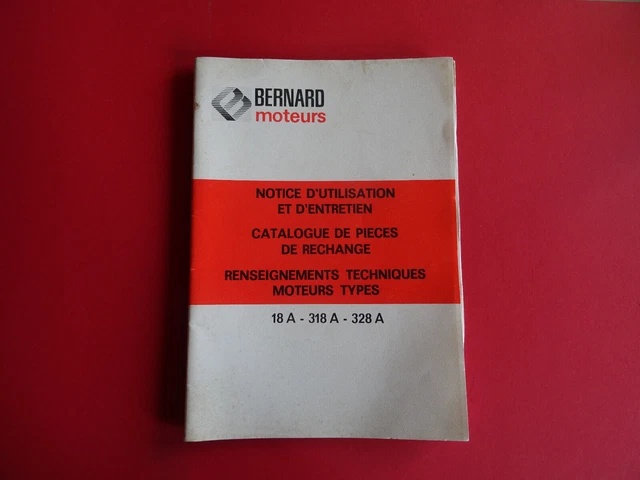 BERNARD
moteurs
NOTICE D'UTILISATION
ET D'ENTRETIEN
CATALOGUE DE PIECES
DE RECHANGE
RENSEIGNEMENTS TECHNIQUES
MOTEURS TYPES
18 A - 318 A - 328 A